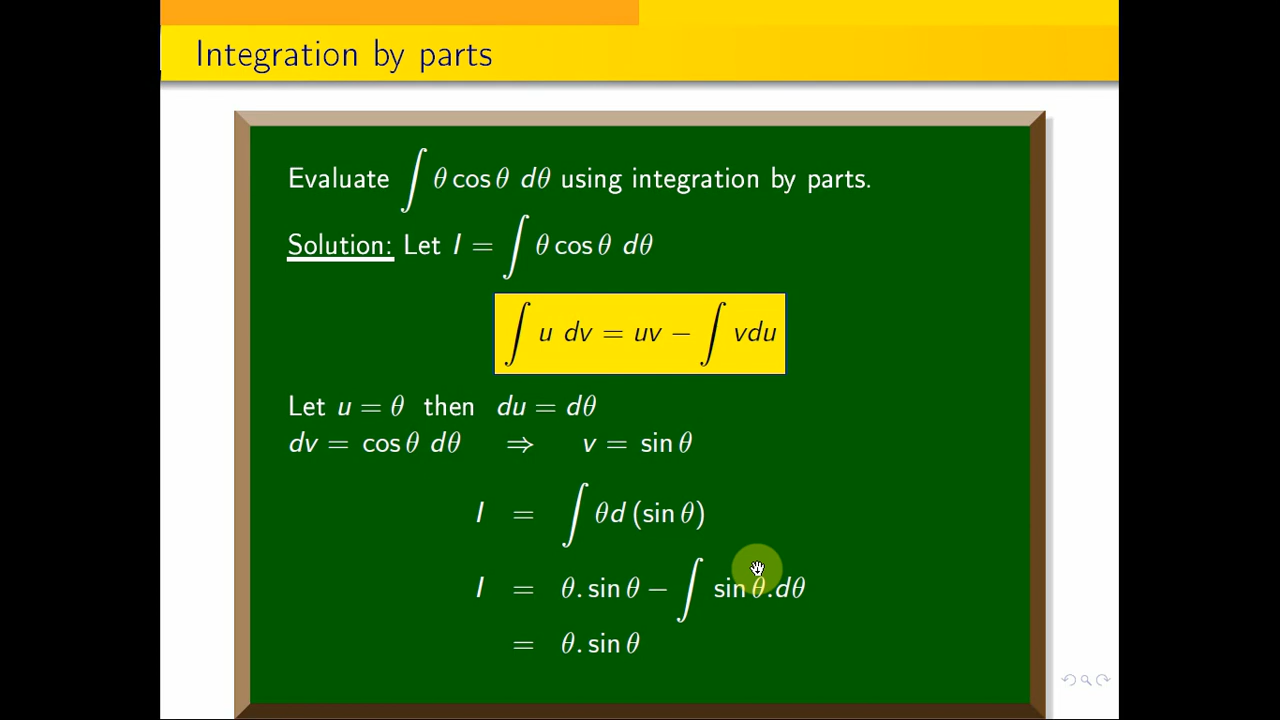 Integration by parts
Evaluate ∫ θ cos θ dθ using integration by parts.
Solution: Let I = ∫ θ cos θ dθ
∫ u dv = uv − ∫ vdu
Let u = θ then du = dθ
dv = cos θ dθ ⇒ v = sin θ
I = ∫ θd (sin θ)
I = θ. sin θ − ∫ sin θ.dθ
= θ. sin θ